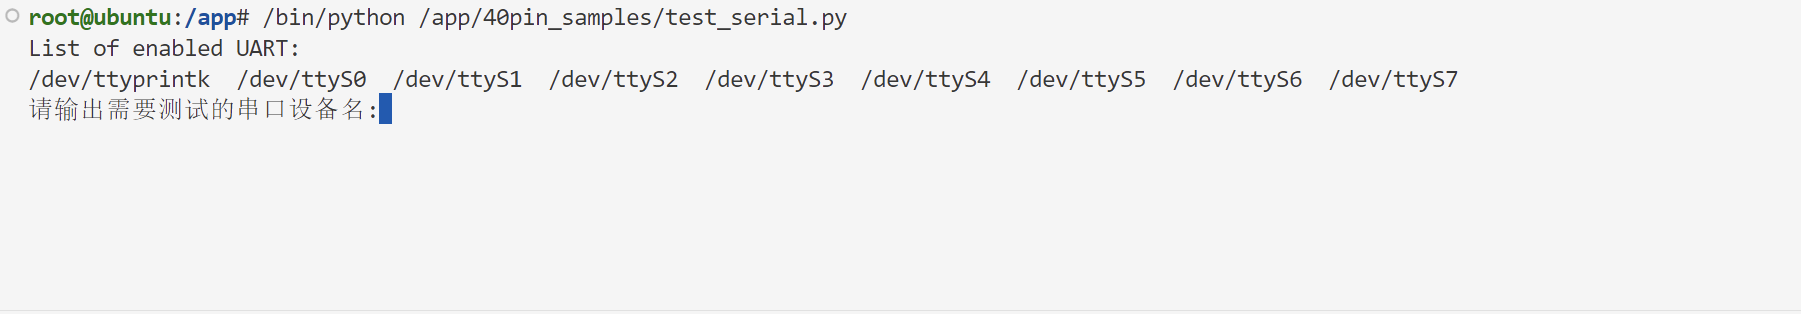 root@ubuntu:/app# /bin/python /app/40pin_samples/test_serial.py
List of enabled UART:
/dev/ttyprintk  /dev/ttyS0  /dev/ttyS1  /dev/ttyS2  /dev/ttyS3  /dev/ttyS4  /dev/ttyS5  /dev/ttyS6  /dev/ttyS7
请输出需要测试的串口设备名: